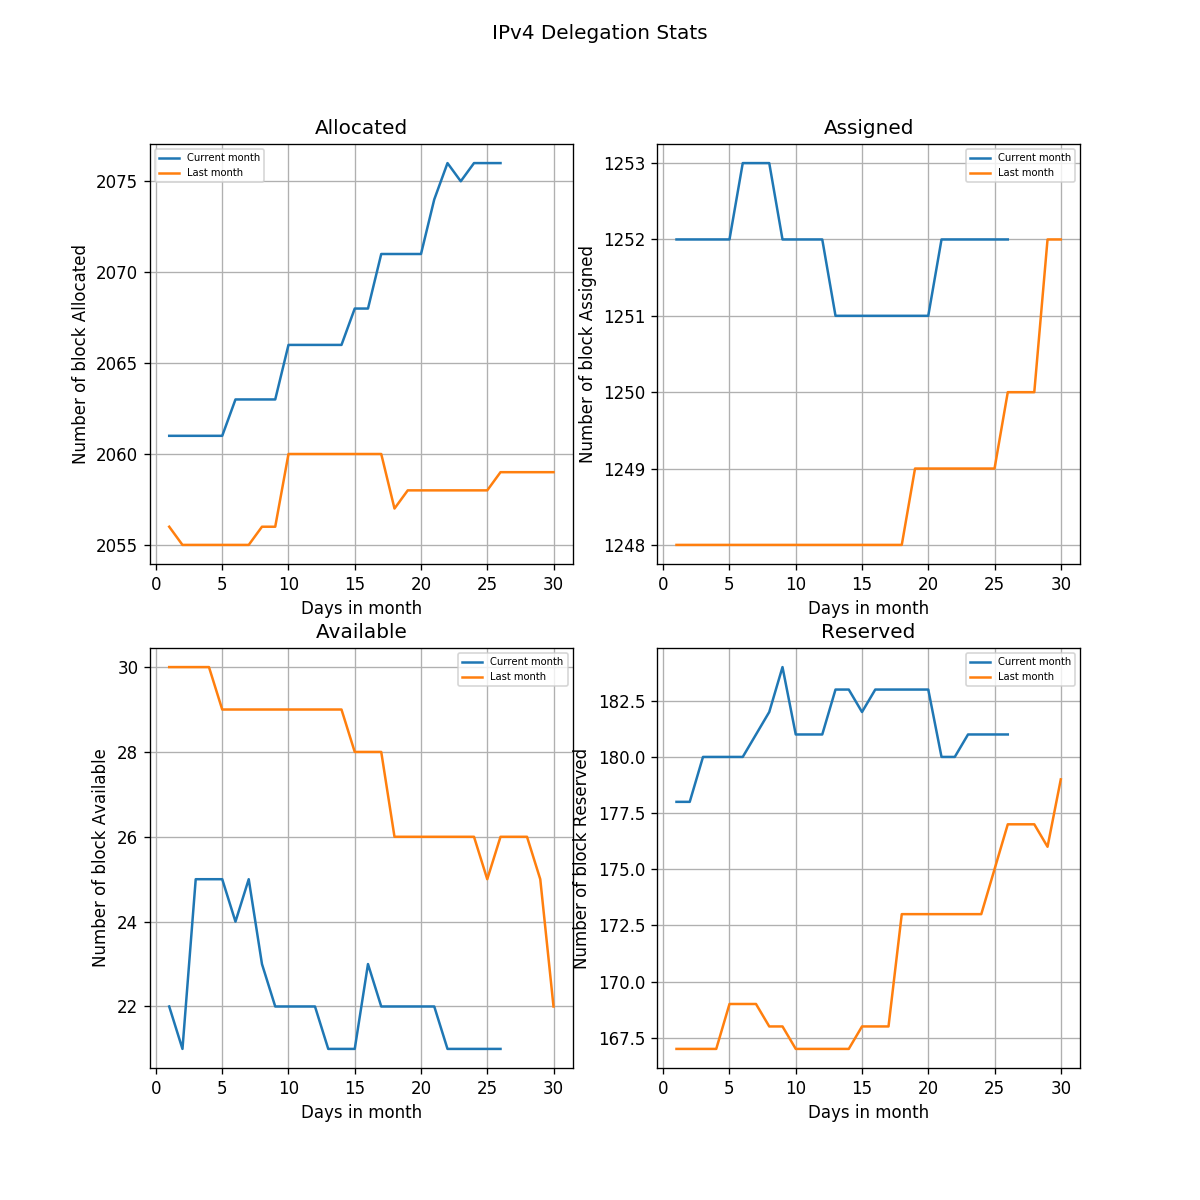 IPv4 Delegation Stats
Allocated
Current month
Last month
Number of block Allocated
2075
2070
2065
2060
2055
0 5 10 15 20 25 30
Days in month
Assigned
Current month
Last month
Number of block Assigned
1253
1252
1251
1250
1249
1248
0 5 10 15 20 25 30
Days in month
Available
Current month
Last month
Number of block Available
30
28
26
24
22
0 5 10 15 20 25 30
Days in month
Reserved
Current month
Last month
Number of block Reserved
182.5
180.0
177.5
175.0
172.5
170.0
167.5
0 5 10 15 20 25 30
Days in month